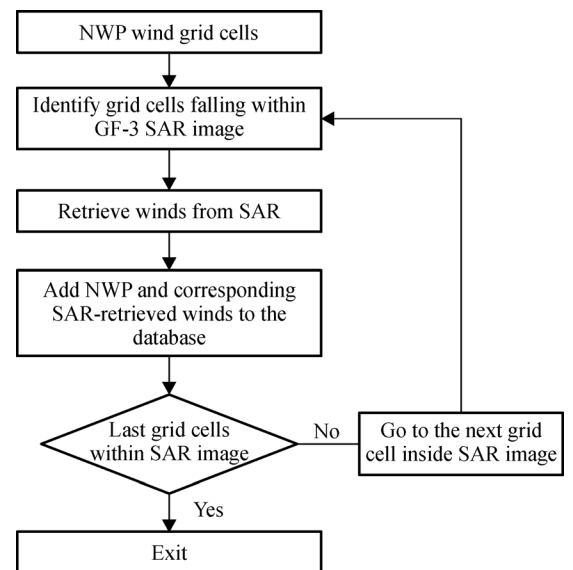 NWP wind grid cells
Identify grid cells falling within
GF-3 SAR image
Retrieve winds from SAR
Add NWP and corresponding
SAR-retrieved winds to the
database
Last grid cells
within SAR image
No
Go to the next grid
cell inside SAR image
Yes
Exit